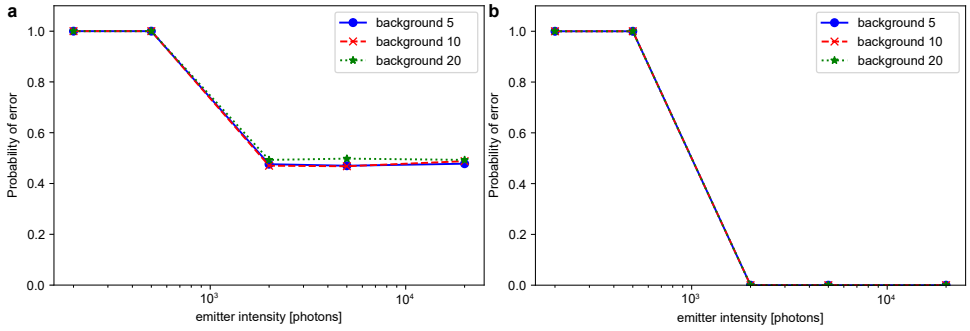 a
background 5
background 10
background 20
Probability of error
1.0
0.8
0.6
0.4
0.2
0.0
10³
10⁴
emitter intensity [photons]
b
background 5
background 10
background 20
Probability of error
1.0
0.8
0.6
0.4
0.2
0.0
10³
10⁴
emitter intensity [photons]